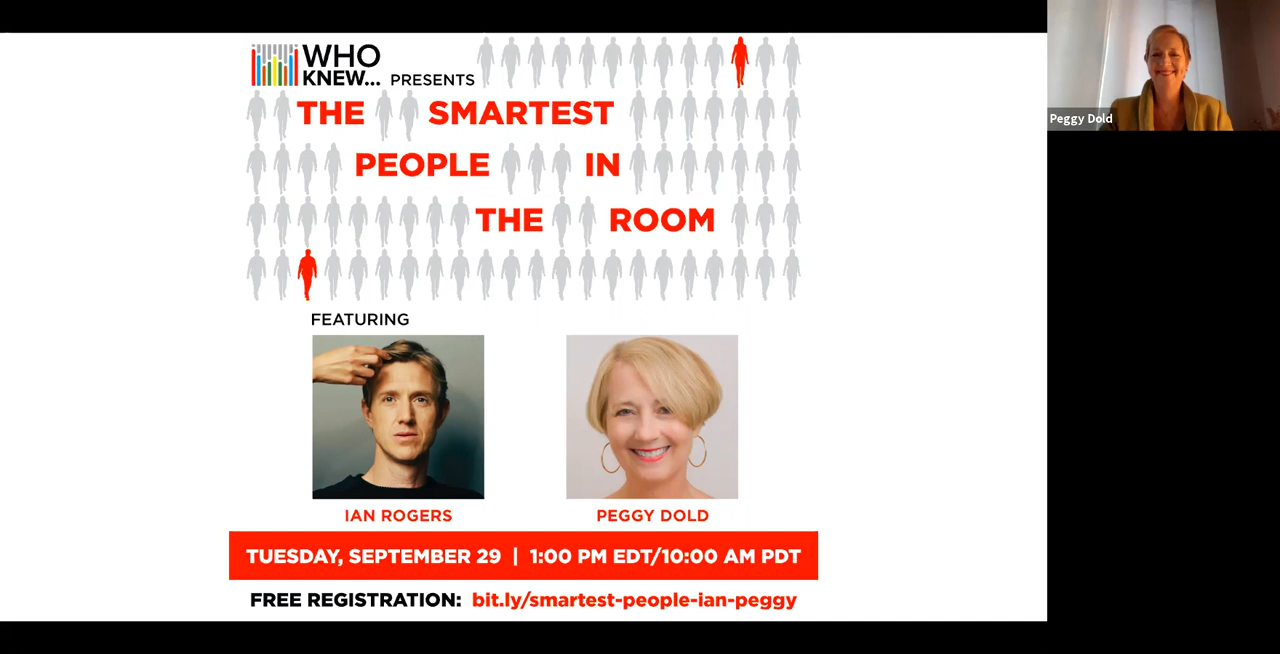 WHO
KNEW... PRESENTS
THE SMARTEST
PEOPLE IN
THE ROOM
FEATURING
IAN ROGERS
PEGGY DOLD
TUESDAY, SEPTEMBER 29 | 1:00 PM EDT/10:00 AM PDT
FREE REGISTRATION: bit.ly/smartest-people-ian-peggy
Peggy Dold